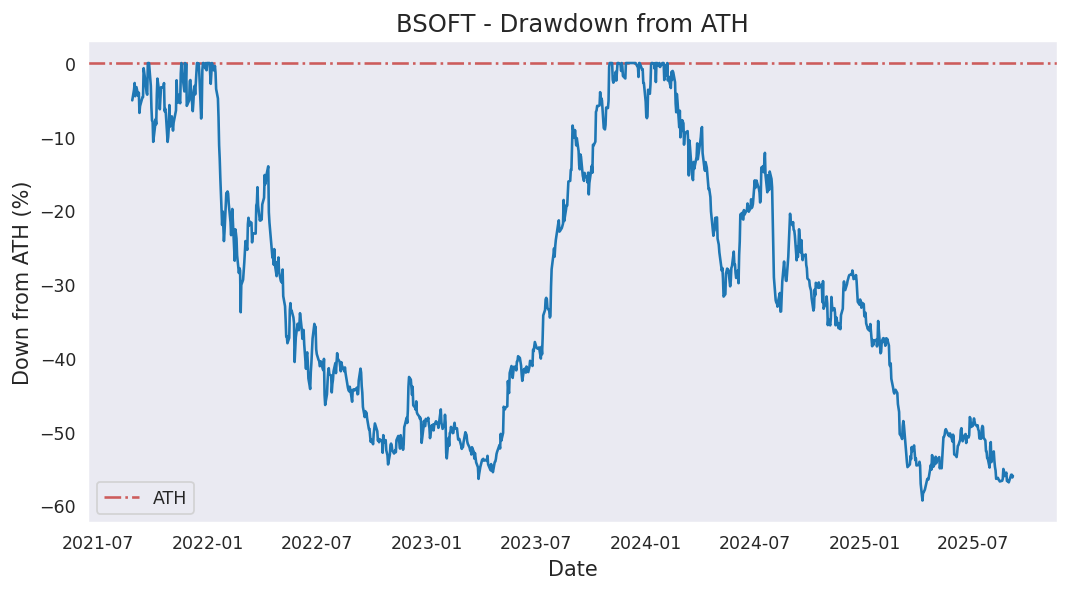 BSOFT - Drawdown from ATH
Down from ATH (%)
0
−10
−20
−30
−40
−50
−60
ATH
2021-07 2022-01 2022-07 2023-01 2023-07 2024-01 2024-07 2025-01 2025-07
Date